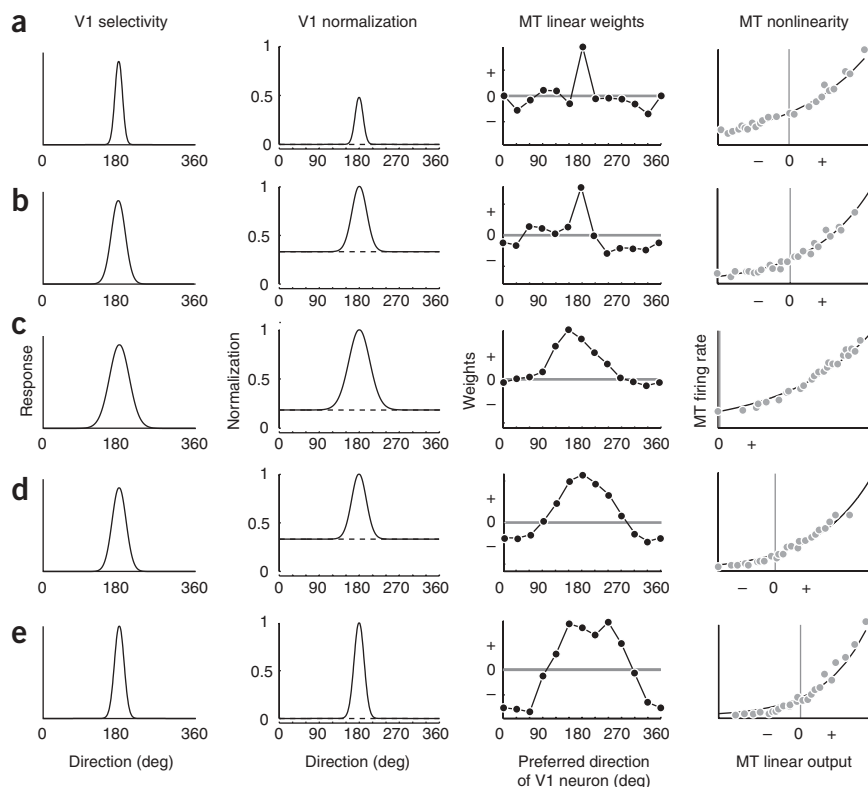 V1 selectivity V1 normalization MT linear weights MT nonlinearity
a
1
0.5
0
+
0
−
0 180 360
0 90 180 270 360
0 90 180 270 360
− 0 +
b
1
0.5
0
+
0
−
0 180 360
0 90 180 270 360
0 90 180 270 360
− 0 +
c
Response
Normalization
1
0.5
0
Weights
+
0
−
MT firing rate
0 180 360
0 90 180 270 360
0 90 180 270 360
0 +
d
1
0.5
0
+
0
−
0 180 360
0 90 180 270 360
0 90 180 270 360
− 0 +
e
1
0.5
0
+
0
−
0 180 360
0 90 180 270 360
0 90 180 270 360
− 0 +
Direction (deg) Direction (deg) Preferred direction MT linear output
of V1 neuron (deg)